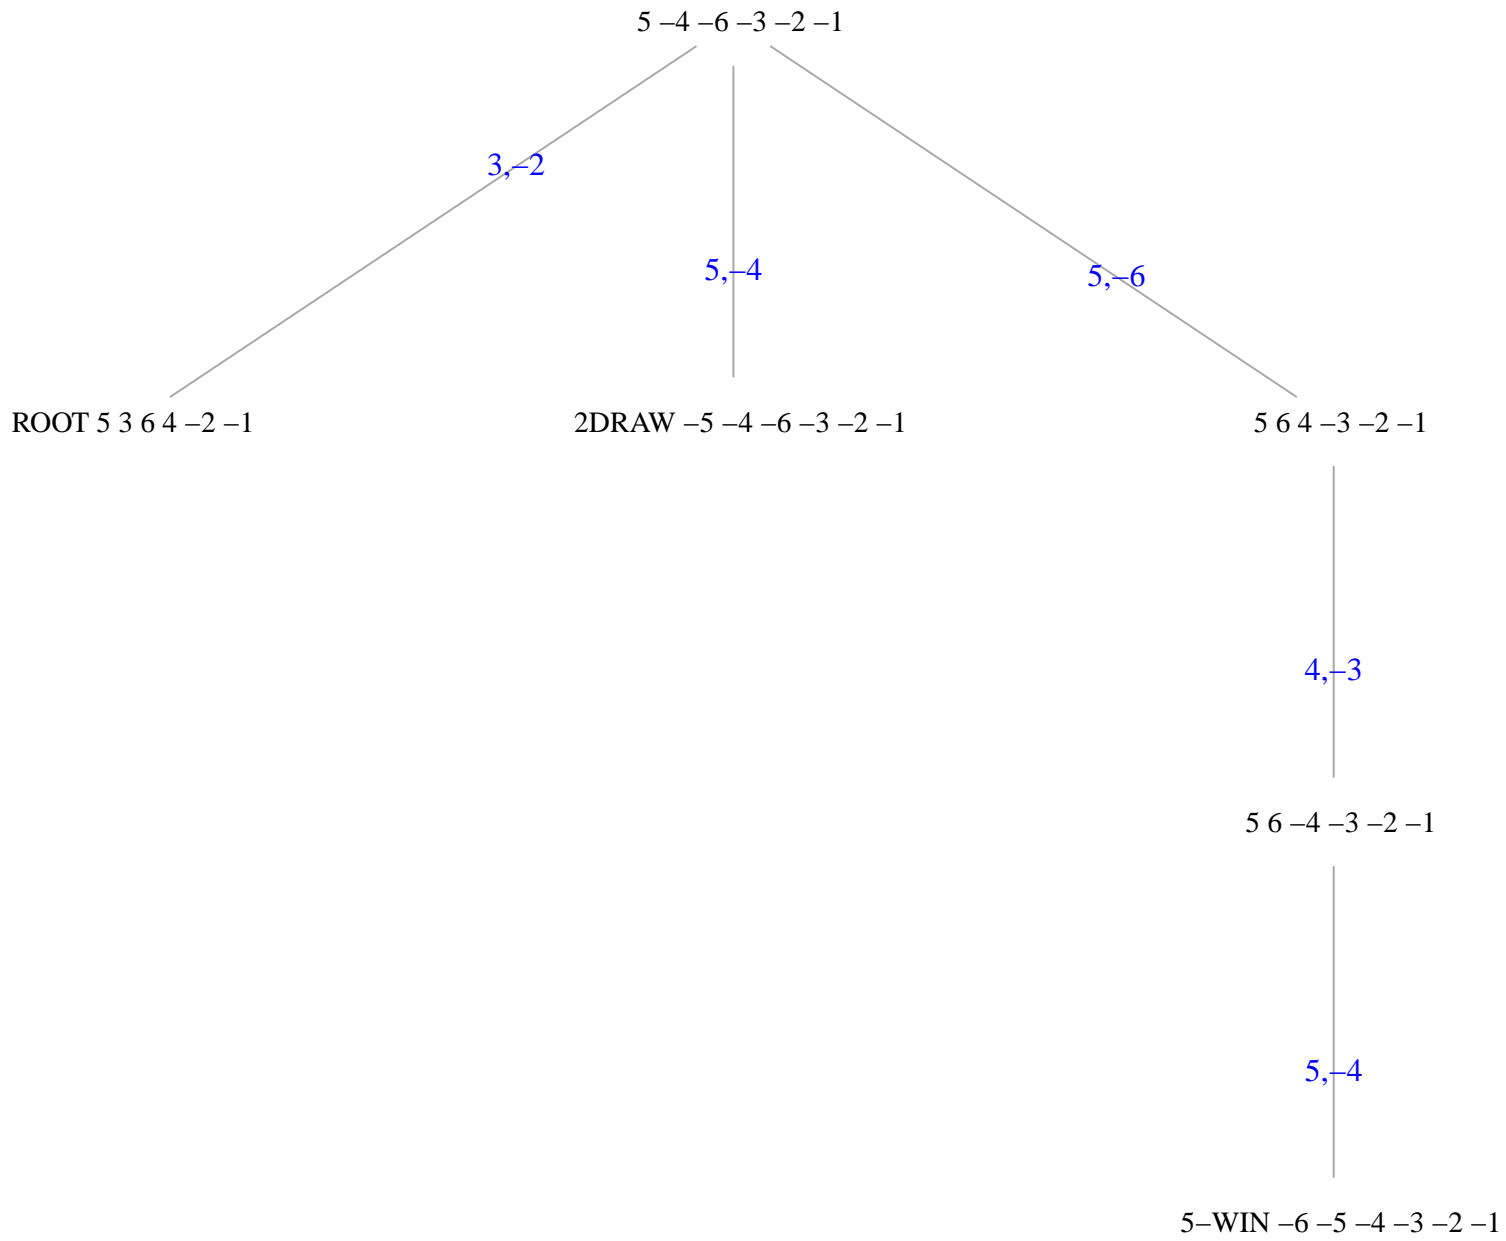 5 –4 –6 –3 –2 –1
3,–2
5,–4
5,–6
ROOT 5 3 6 4 –2 –1
2DRAW –5 –4 –6 –3 –2 –1
5 6 4 –3 –2 –1
4,–3
5 6 –4 –3 –2 –1
5,–4
5–WIN –6 –5 –4 –3 –2 –1